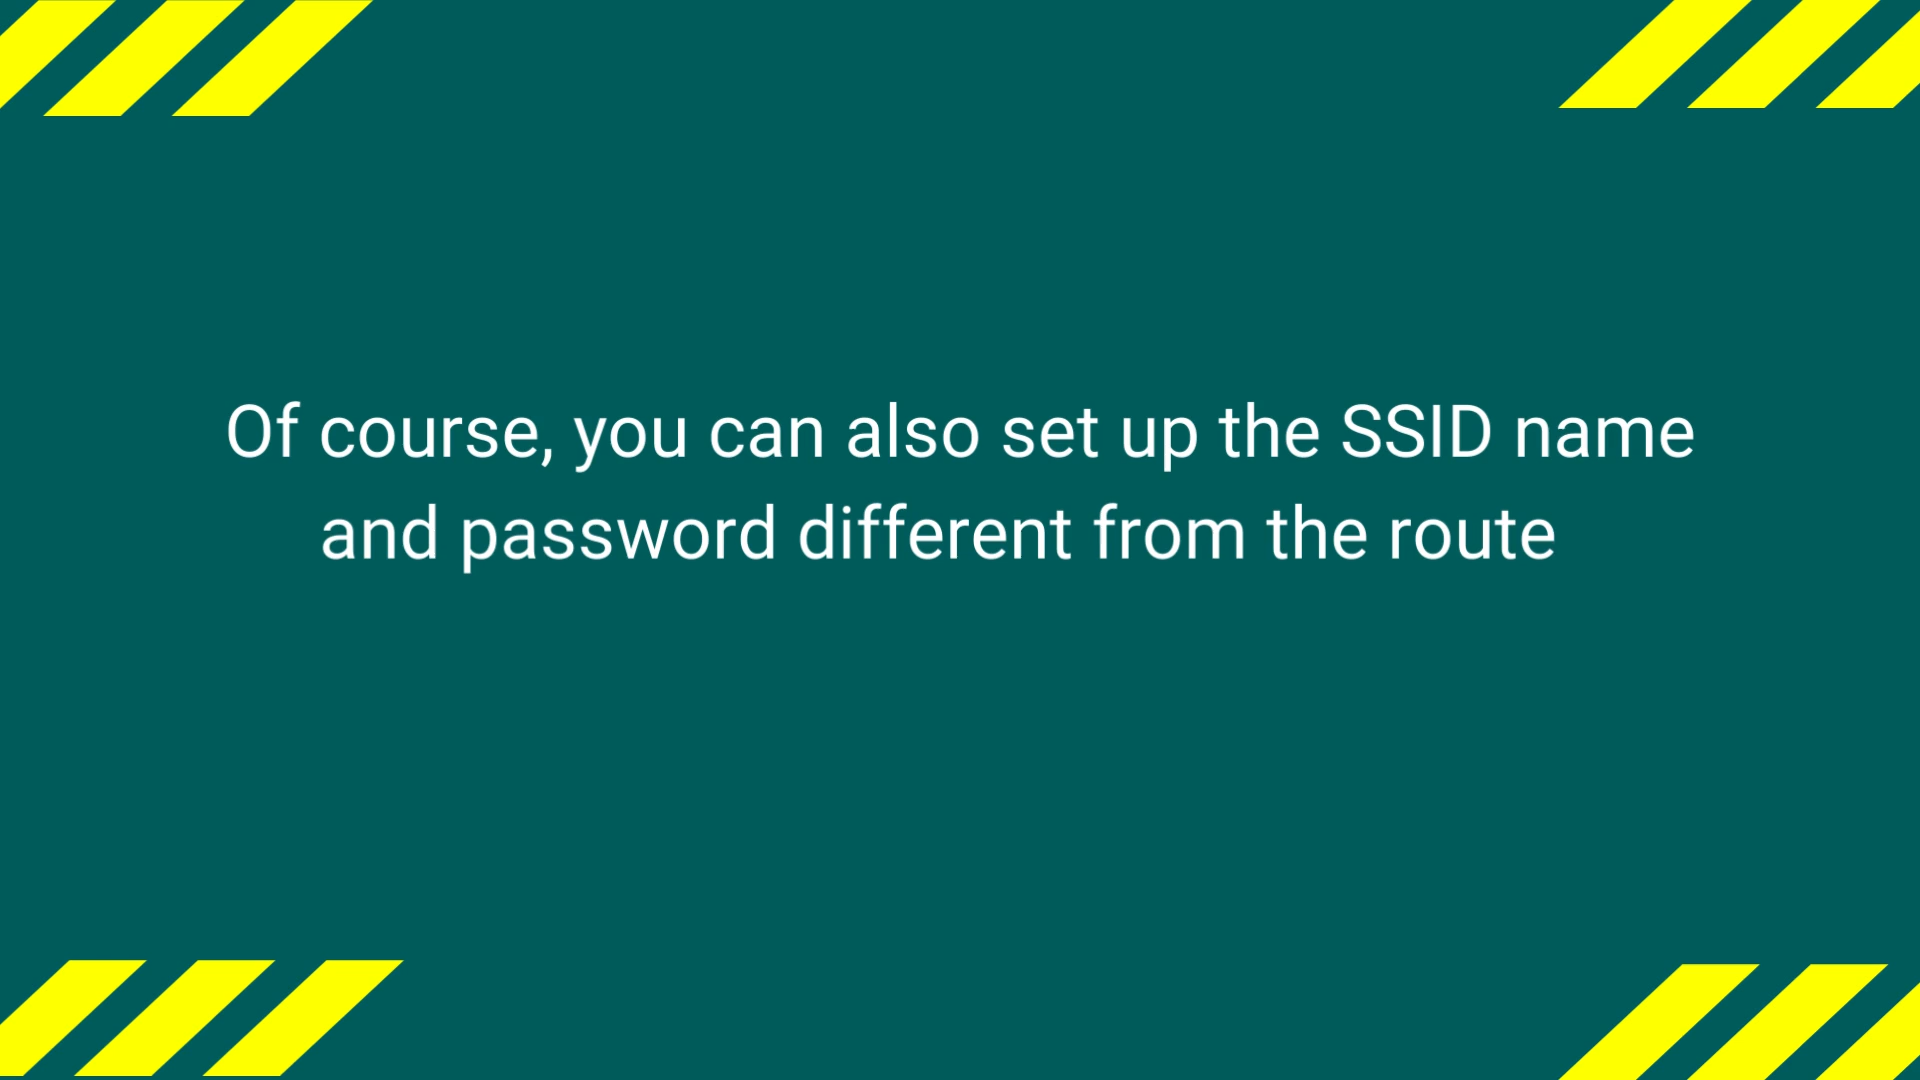 Of course, you can also set up the SSID name
and password different from the route